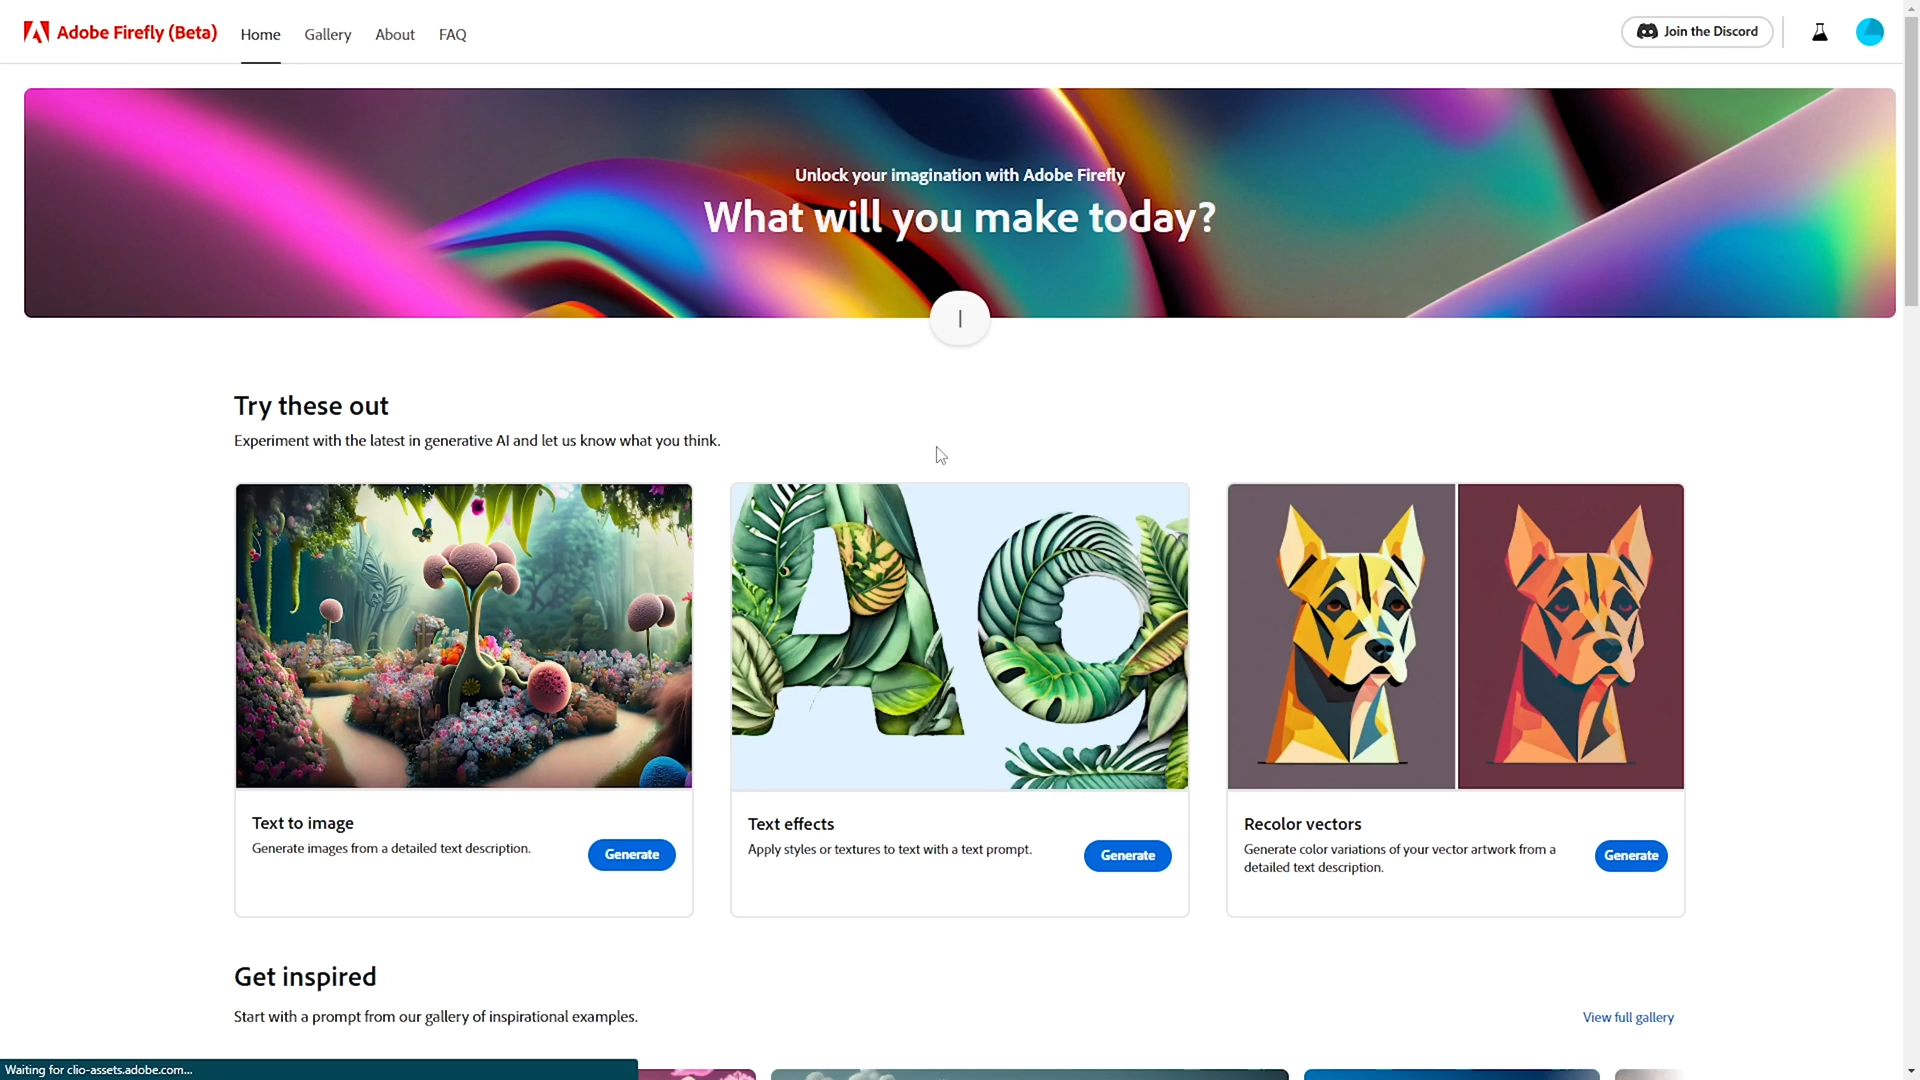 Adobe Firefly (Beta)
Home
Gallery
About
FAQ
Join the Discord
Unlock your imagination with Adobe Firefly
What will you make today?
Try these out
Experiment with the latest in generative AI and let us know what you think.
Text to image
Generate images from a detailed text description.
Generate
Text effects
Apply styles or textures to text with a text prompt.
Generate
Recolor vectors
Generate color variations of your vector artwork from a
detailed text description.
Generate
Get inspired
Start with a prompt from our gallery of inspirational examples.
View full gallery
Waiting for clio-assets.adobe.com...